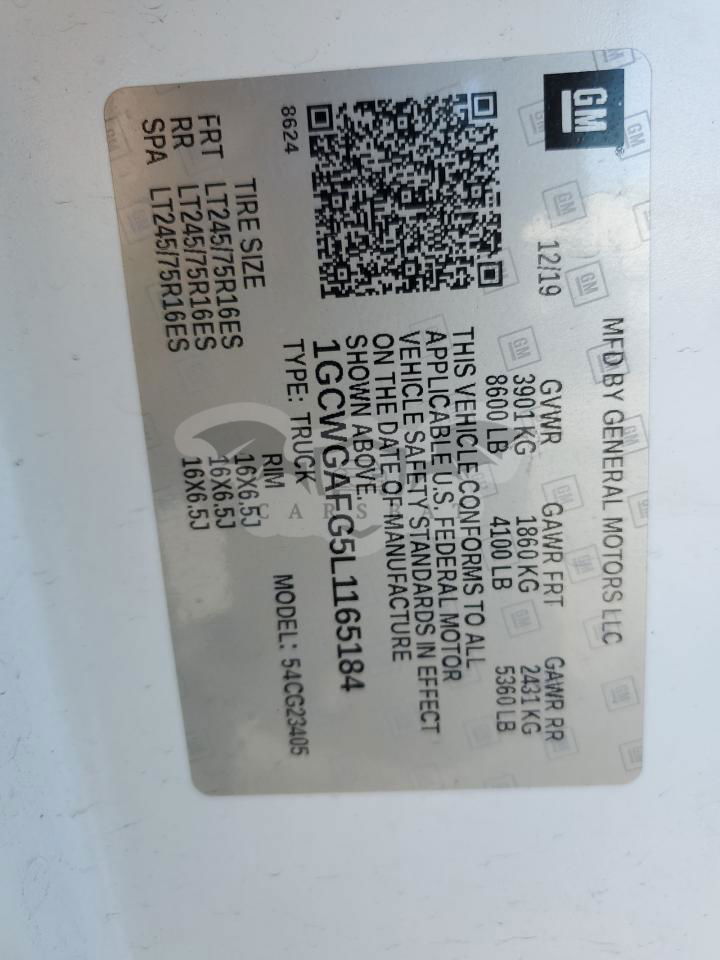 GM
MFD BY GENERAL MOTORS LLC
12/19 GVWR GAWR FRT GAWR RR
3901 KG 1860 KG 2431 KG
8600 LB 4100 LB 5360 LB
THIS VEHICLE CONFORMS TO ALL
APPLICABLE U.S. FEDERAL MOTOR
VEHICLE SAFETY STANDARDS IN EFFECT
ON THE DATE OF MANUFACTURE
SHOWN ABOVE.
1GCWGAFG5L1165184
8624
TYPE: TRUCK MODEL: 54CG23405
TIRE SIZE RIM
FRT LT245/75R16ES 16X6.5J
RR LT245/75R16ES 16X6.5J
SPA LT245/75R16ES 16X6.5J